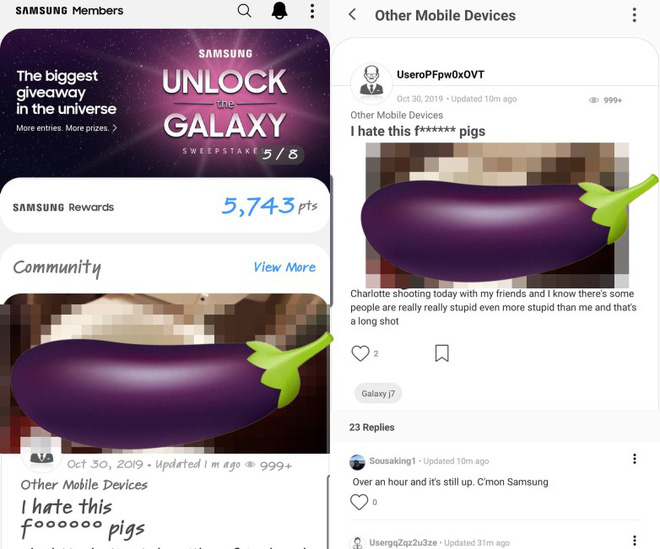 SAMSUNG Members
The biggest
giveaway
in the universe
More entries. More prizes. >
SAMSUNG
UNLOCK
the
GALAXY
SWEEPSTAKE
5 / 8
SAMSUNG Rewards
5,743 pts
Community
View More
Oct 30, 2019 • Updated 1 m ago 999+
Other Mobile Devices
I hate this
f°°°°°° pigs
Other Mobile Devices
UseroPFpw0xOVT
Oct 30, 2019 • Updated 10m ago 999+
Other Mobile Devices
I hate this f****** pigs
Charlotte shooting today with my friends and I know there's some
people are really really stupid even more stupid than me and that's
a long shot
2
Galaxy j7
23 Replies
Sousaking1 • Updated 10m ago
Over an hour and it's still up. C'mon Samsung
0
UsergqZqz2u3ze • Updated 31m ago